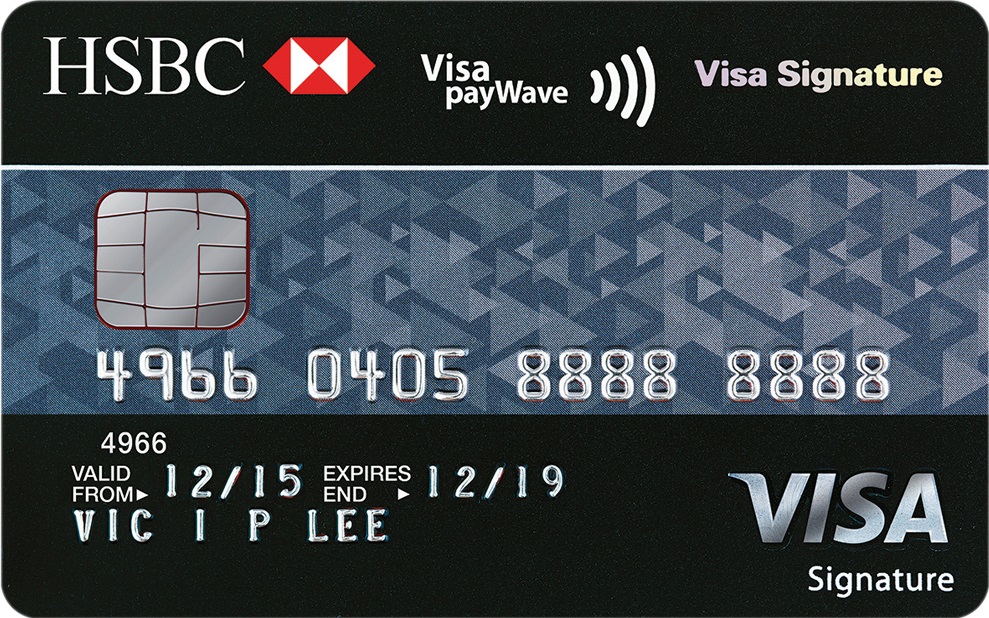 HSBC
Visa payWave
Visa Signature
4966 0405 8888 8888
4966
VALID FROM 12/15 EXPIRES END 12/19
VIC I P LEE
VISA
Signature